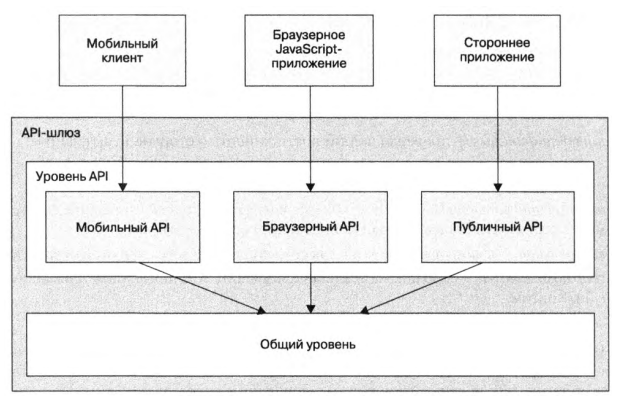 Мобильный
клиент
Браузерное
JavaScript-
приложение
Стороннее
приложение
API-шлюз
Уровень API
Мобильный API
Браузерный API
Публичный API
Общий уровень